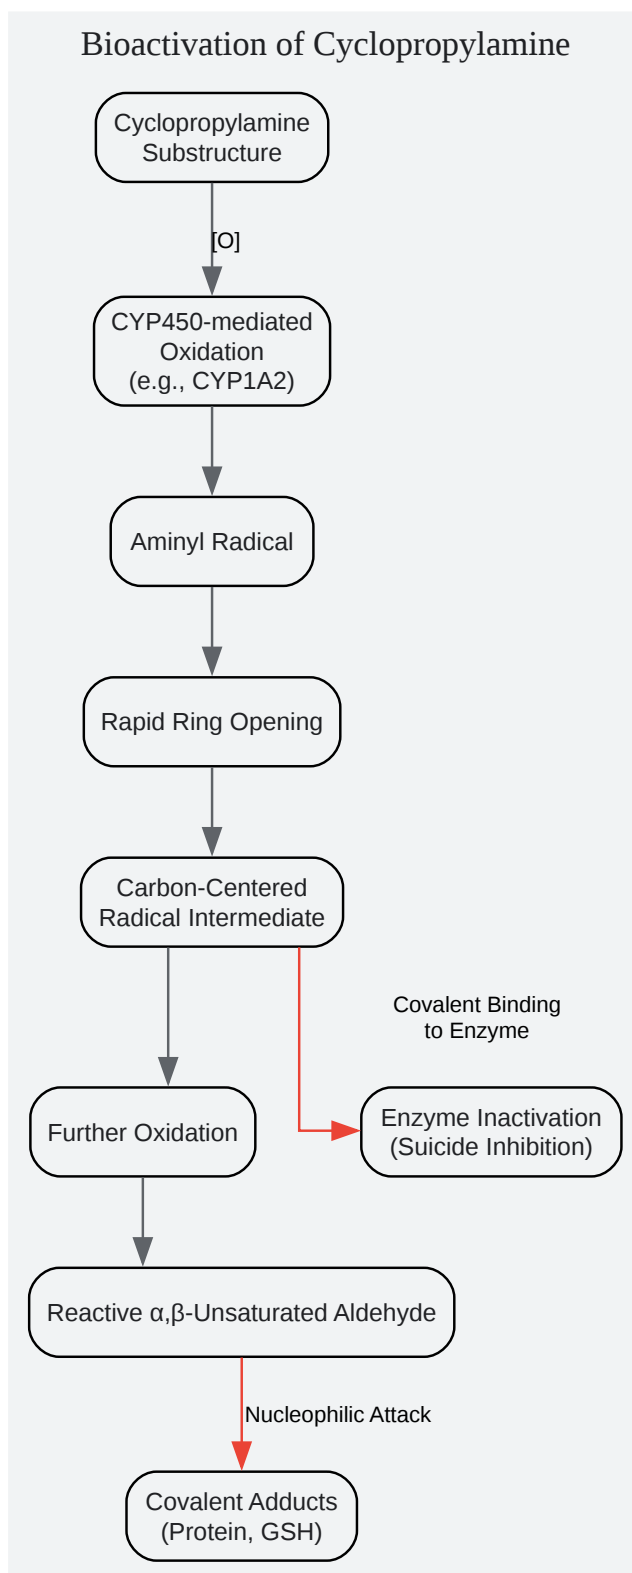 Bioactivation of Cyclopropylamine
Cyclopropylamine
Substructure
[O]
CYP450-mediated
Oxidation
(e.g., CYP1A2)
Aminyl Radical
Rapid Ring Opening
Carbon-Centered
Radical Intermediate
Covalent Binding
to Enzyme
Further Oxidation
Enzyme Inactivation
(Suicide Inhibition)
Reactive α,β-Unsaturated Aldehyde
Nucleophilic Attack
Covalent Adducts
(Protein, GSH)